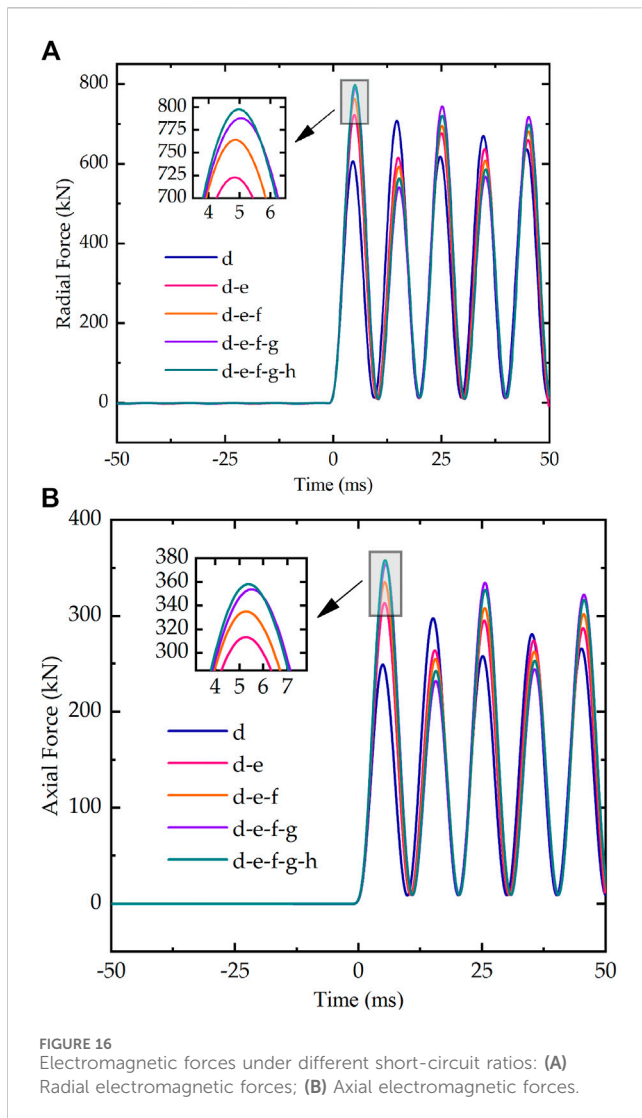 A
800
600
400
200
0
Radial Force (kN)
800
775
750
725
700
4 5 6
d
d-e
d-e-f
d-e-f-g
d-e-f-g-h
-50 -25 0 25 50
Time (ms)
B
400
300
200
100
0
Axial Force (kN)
380
360
340
320
300
4 5 6 7
d
d-e
d-e-f
d-e-f-g
d-e-f-g-h
-50 -25 0 25 50
Time (ms)
FIGURE 16
Electromagnetic forces under different short-circuit ratios: (A)
Radial electromagnetic forces; (B) Axial electromagnetic forces.